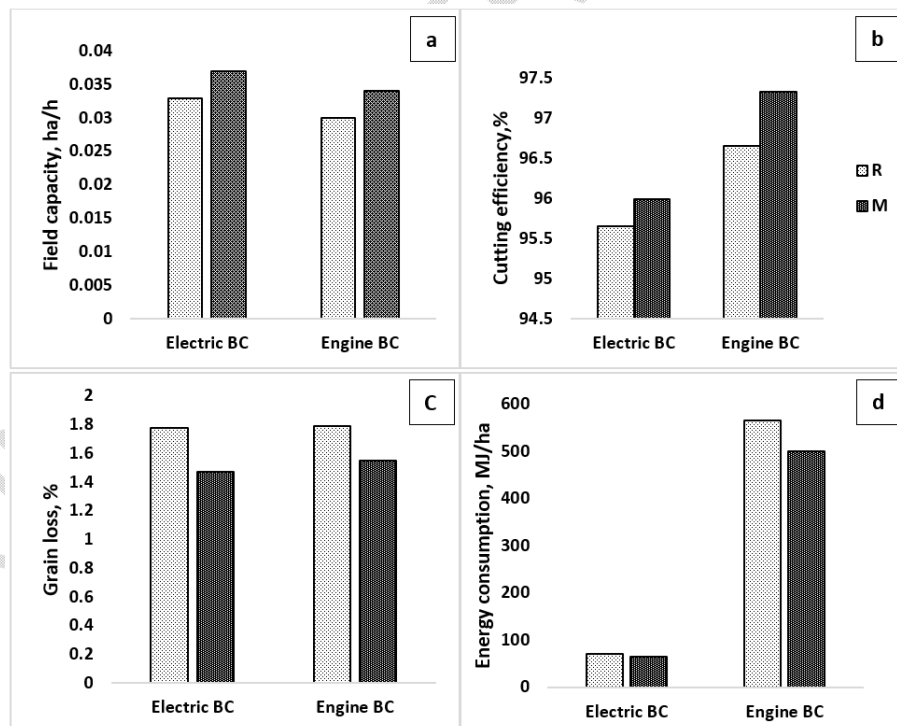 a
Field capacity, ha/h
0.04
0.035
0.03
0.025
0.02
0.015
0.01
0.005
0
Electric BC
Engine BC
b
Cutting efficiency,%
97.5
97
96.5
96
95.5
95
94.5
Electric BC
Engine BC
R
M
C
Grain loss, %
2
1.8
1.6
1.4
1.2
1
0.8
0.6
0.4
0.2
0
Electric BC
Engine BC
d
Energy consumption, MJ/ha
600
500
400
300
200
100
0
Electric BC
Engine BC